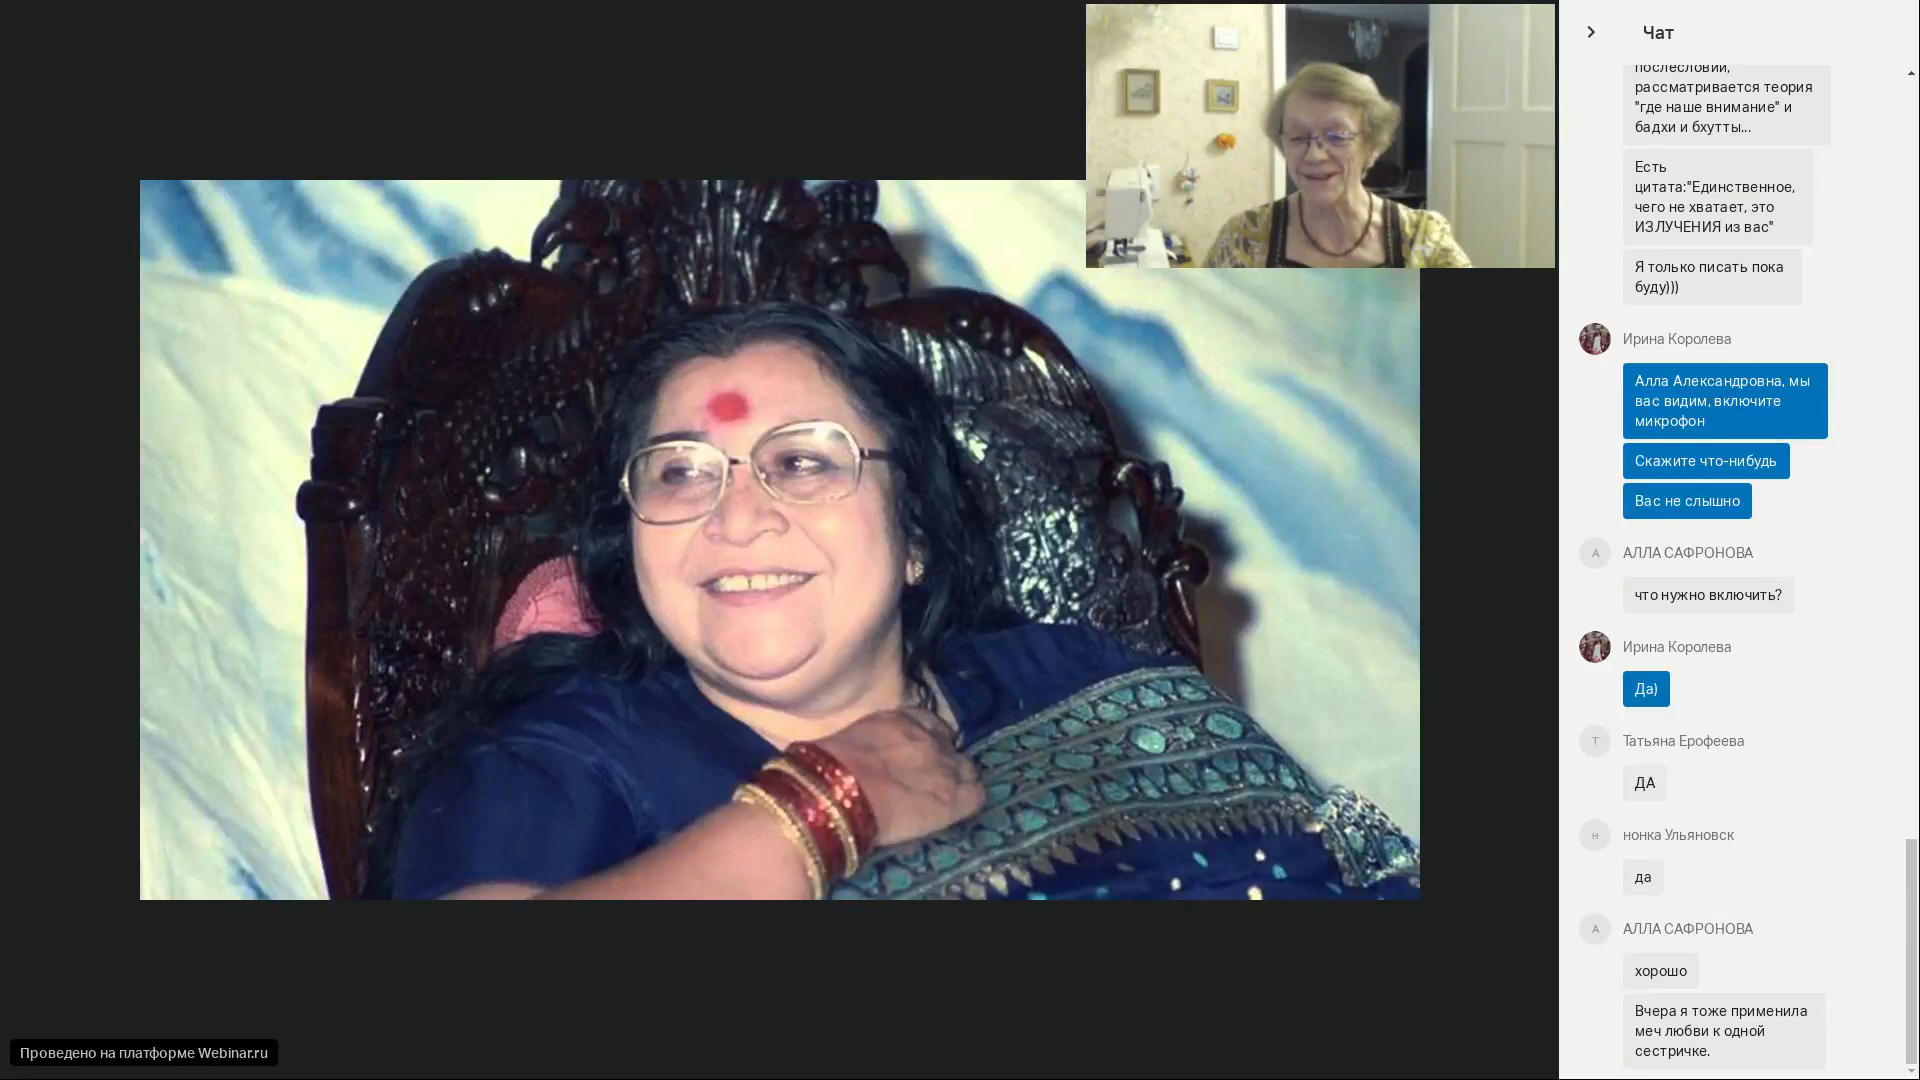 Чат
послесловии,
рассматривается теория
"где наше внимание" и
бадхи и бхутты...
Есть
цитата:"Единственное,
чего не хватает, это
ИЗЛУЧЕНИЯ из вас"
Я только писать пока
буду)))
Ирина Королева
Алла Александровна, мы
вас видим, включите
микрофон
Скажите что-нибудь
Вас не слышно
А
АЛЛА САФРОНОВА
что нужно включить?
Ирина Королева
Да)
Т
Татьяна Ерофеева
ДА
н
нонка Ульяновск
да
А
АЛЛА САФРОНОВА
хорошо
Вчера я тоже применила
меч любви к одной
сестричке.
Проведено на платформе Webinar.ru